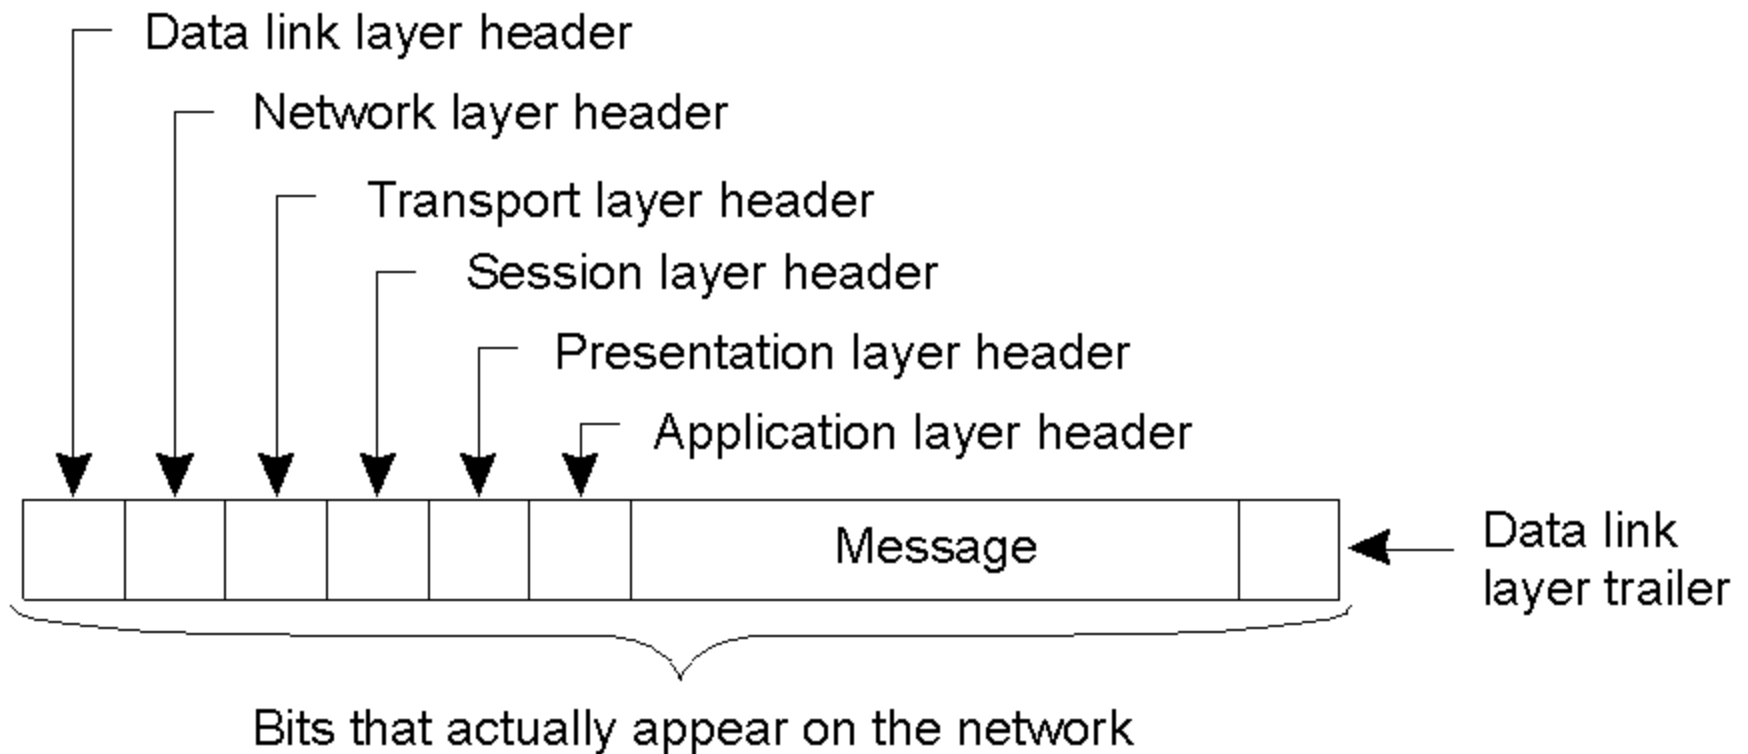 Data link layer header
Network layer header
Transport layer header
Session layer header
Presentation layer header
Application layer header
Message
Data link
layer trailer
Bits that actually appear on the network